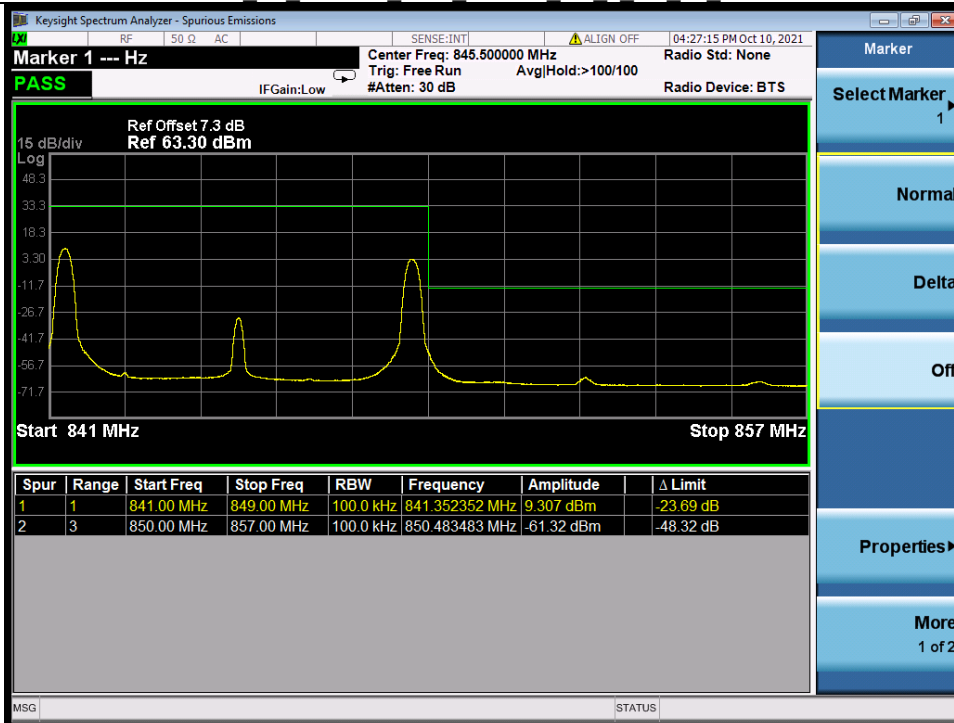 Keysight Spectrum Analyzer - Spurious Emissions
LXI RF 50 Ω AC SENSE:INT ALIGN OFF 04:27:15 PM Oct 10, 2021
Marker 1 --- Hz
Center Freq: 845.500000 MHz Radio Std: None
Trig: Free Run Avg|Hold:>100/100
PASS IFGain:Low #Atten: 30 dB Radio Device: BTS
Ref Offset 7.3 dB
15 dB/div Ref 63.30 dBm
Log
48.3
33.3
18.3
3.30
-11.7
-26.7
-41.7
-56.7
-71.7
Start 841 MHz Stop 857 MHz
Spur Range Start Freq Stop Freq RBW Frequency Amplitude Δ Limit
1 1 841.00 MHz 849.00 MHz 100.0 kHz 841.352352 MHz 9.307 dBm -23.69 dB
2 3 850.00 MHz 857.00 MHz 100.0 kHz 850.483483 MHz -61.32 dBm -48.32 dB
MSG STATUS
Marker
Select Marker
1
Normal
Delta
Off
Properties
More
1 of 2